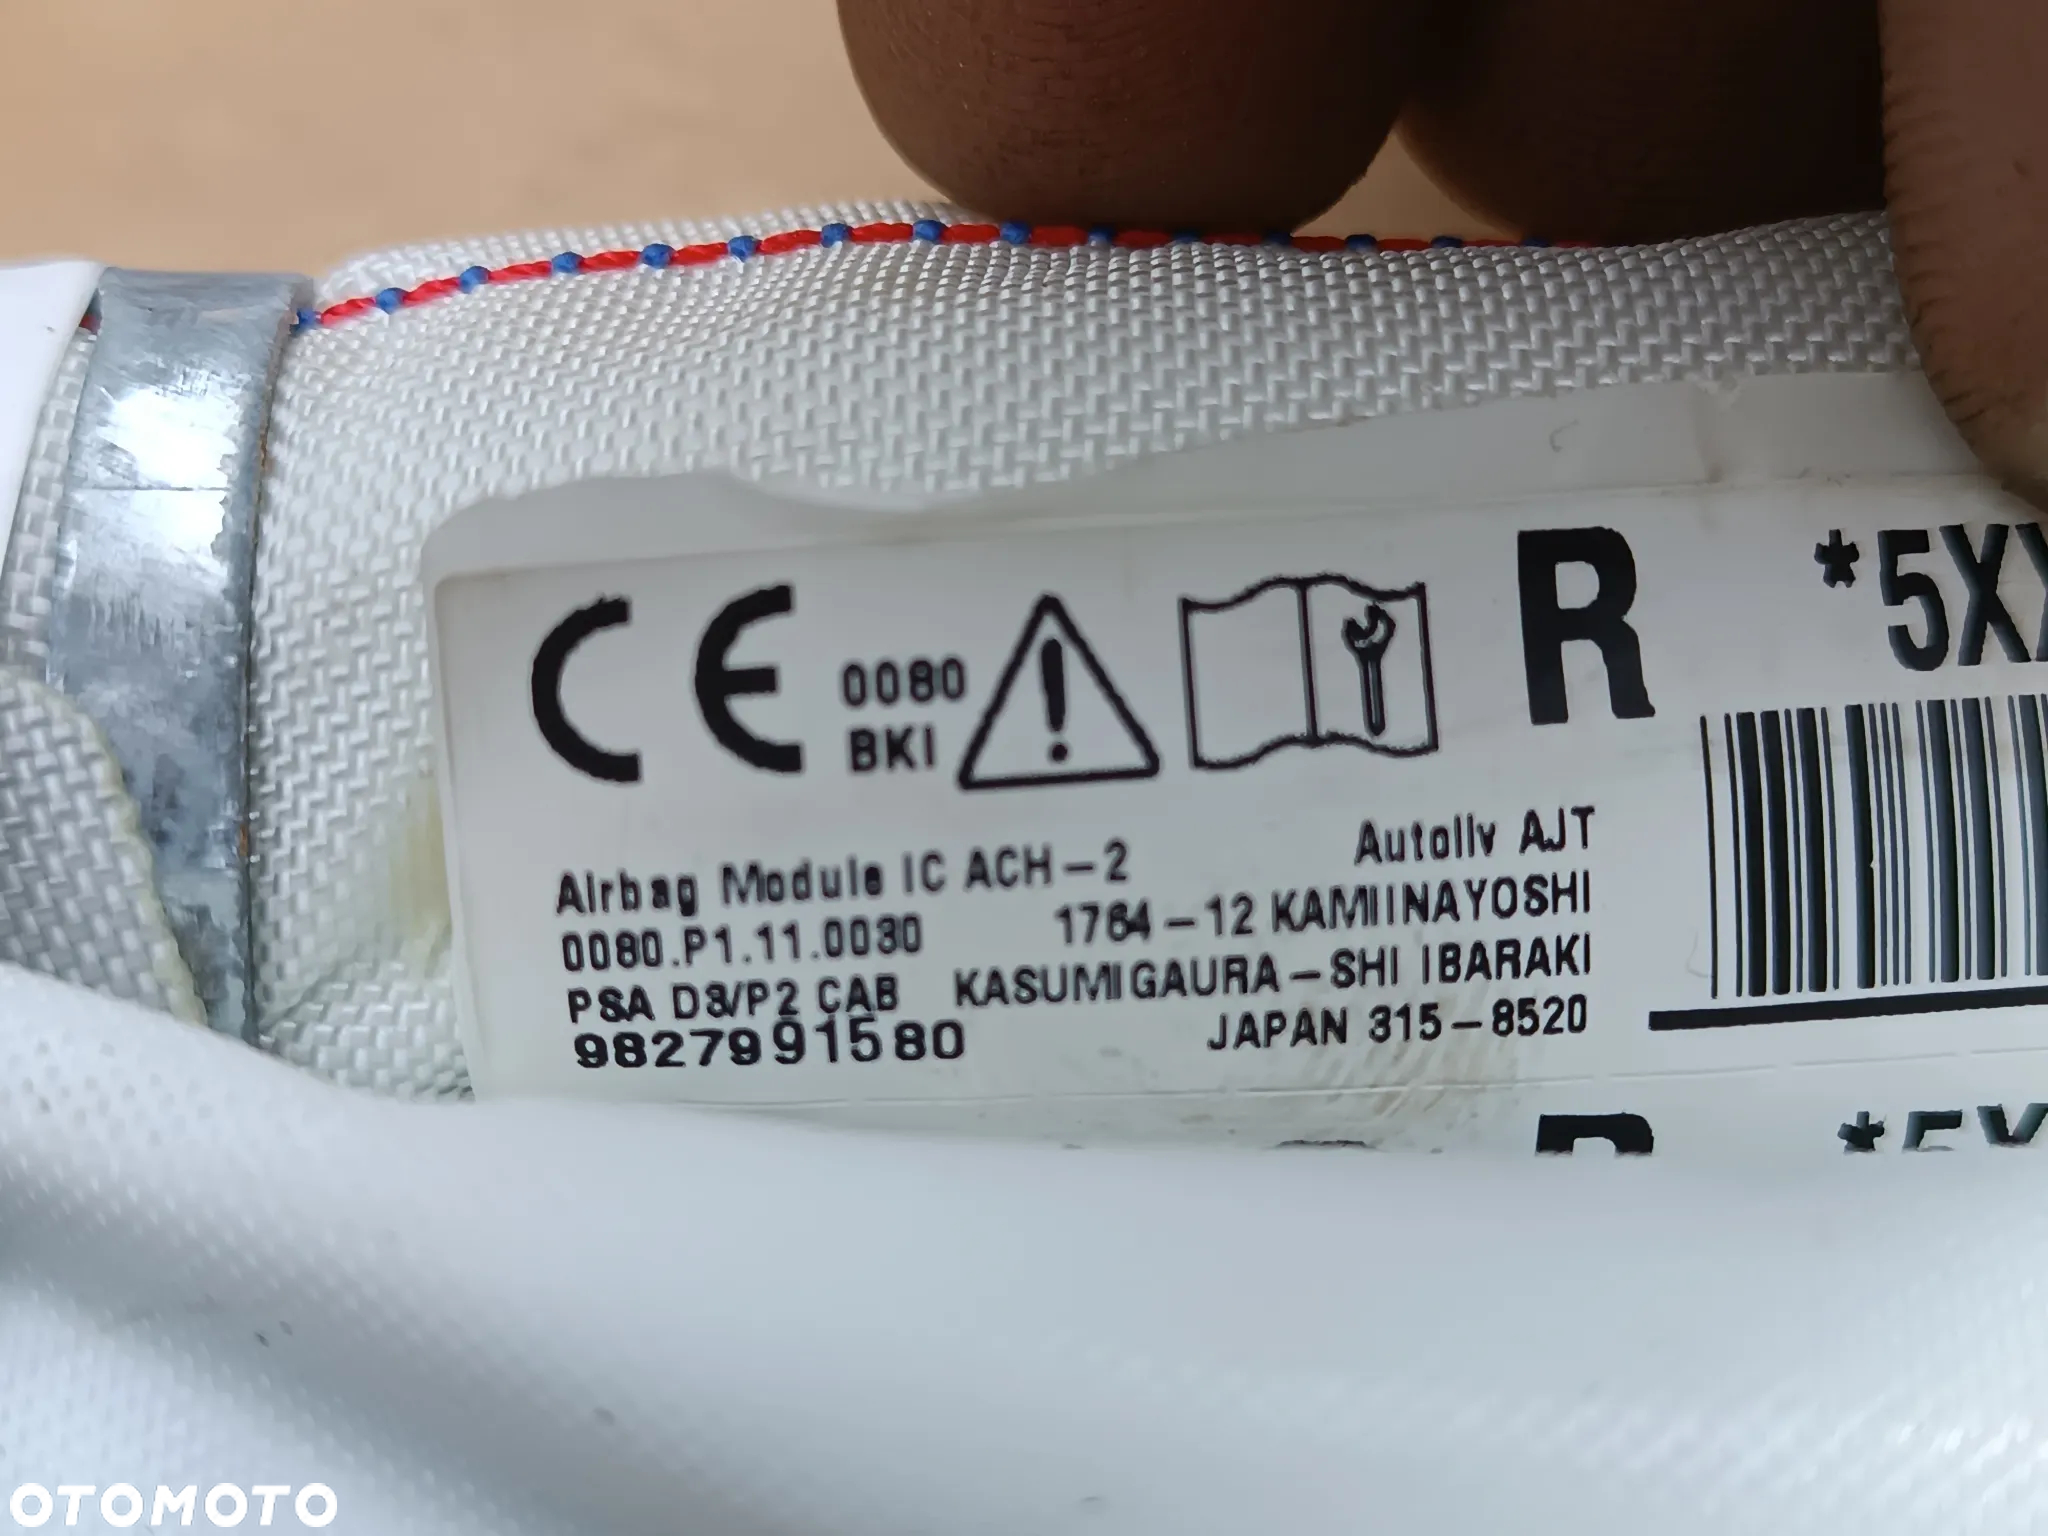 CE 0080 BKI
R *5XX
Airbag Module IC ACH-2
0080.P1.11.0030
PSA D3/P2 CAB
9827991580
Autoliv AJT
1764-12 KAMIINAYOSHI
KASUMIGAURA-SHI IBARAKI
JAPAN 315-8520
OTOMOTO